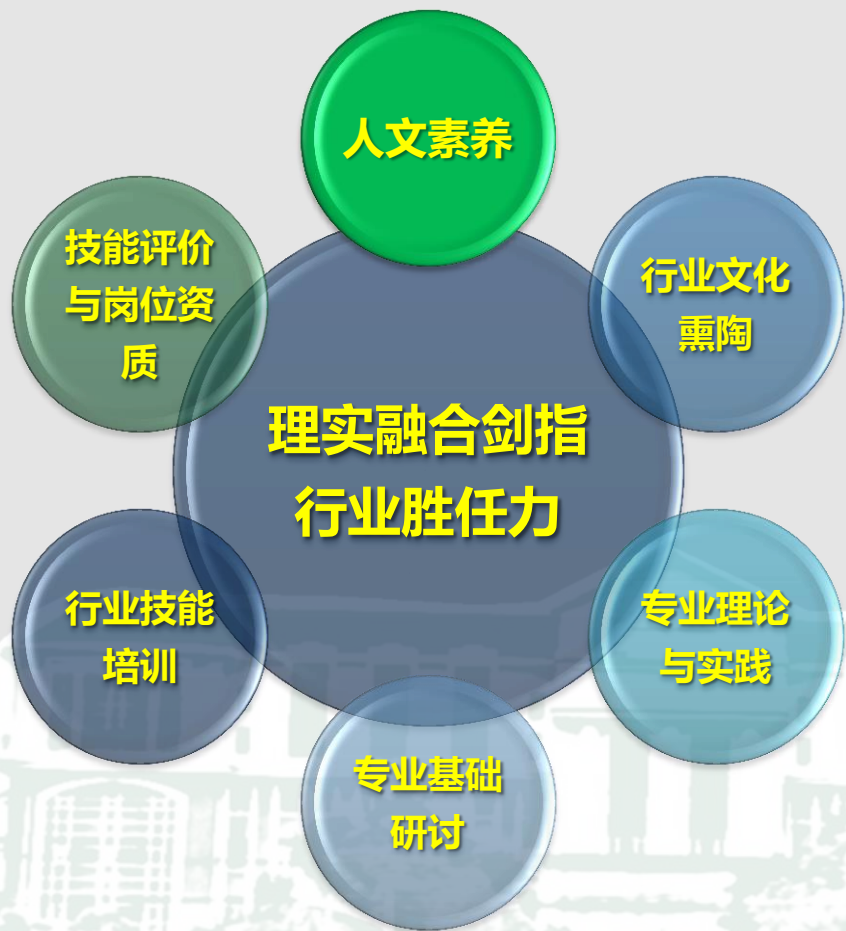 人文素养
技能评价
与岗位资
质
行业文化
熏陶
理实融合剑指
行业胜任力
行业技能
培训
专业理论
与实践
专业基础
研讨